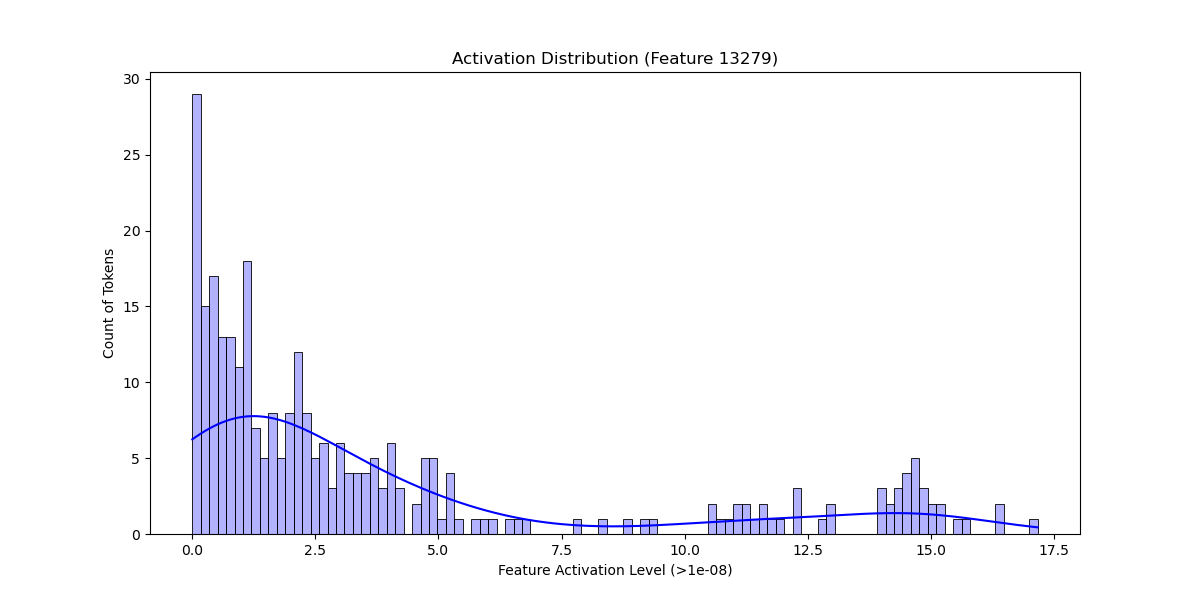 Activation Distribution (Feature 13279)
30
25
20
15
10
5
0
Count of Tokens
0.0 2.5 5.0 7.5 10.0 12.5 15.0 17.5
Feature Activation Level (>1e-08)